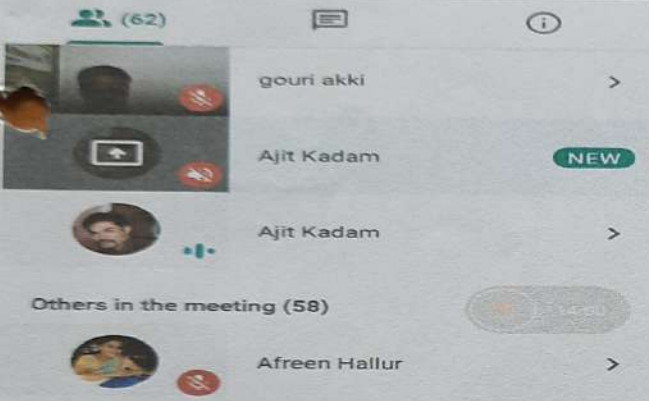 (62)
gouri akki
Ajit Kadam NEW
Ajit Kadam
Others in the meeting (58)
Afreen Hallur